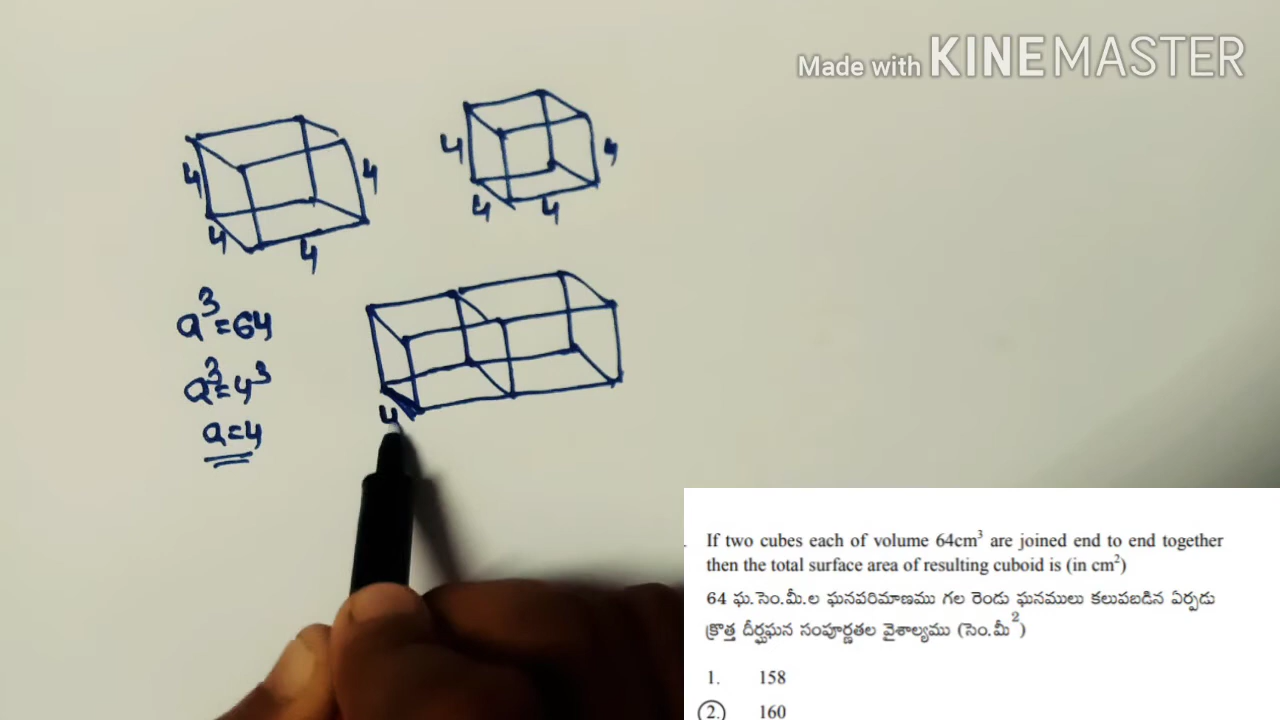 Made with KINEMASTER
4 4 4 4
4 4 4 4
a³=64
a³=4³
a=4
4
If two cubes each of volume 64cm³ are joined end to end together
then the total surface area of resulting cuboid is (in cm²)
64 ఘ.సెం.మీ.ల ఘనపరిమాణము గల రెండు ఘనములు కలుపబడిన ఏర్పడు
క్రొత్త దీర్ఘఘన సంపూర్ణతల వైశాల్యము (సెం.మీ²)
1. 158
2. 160